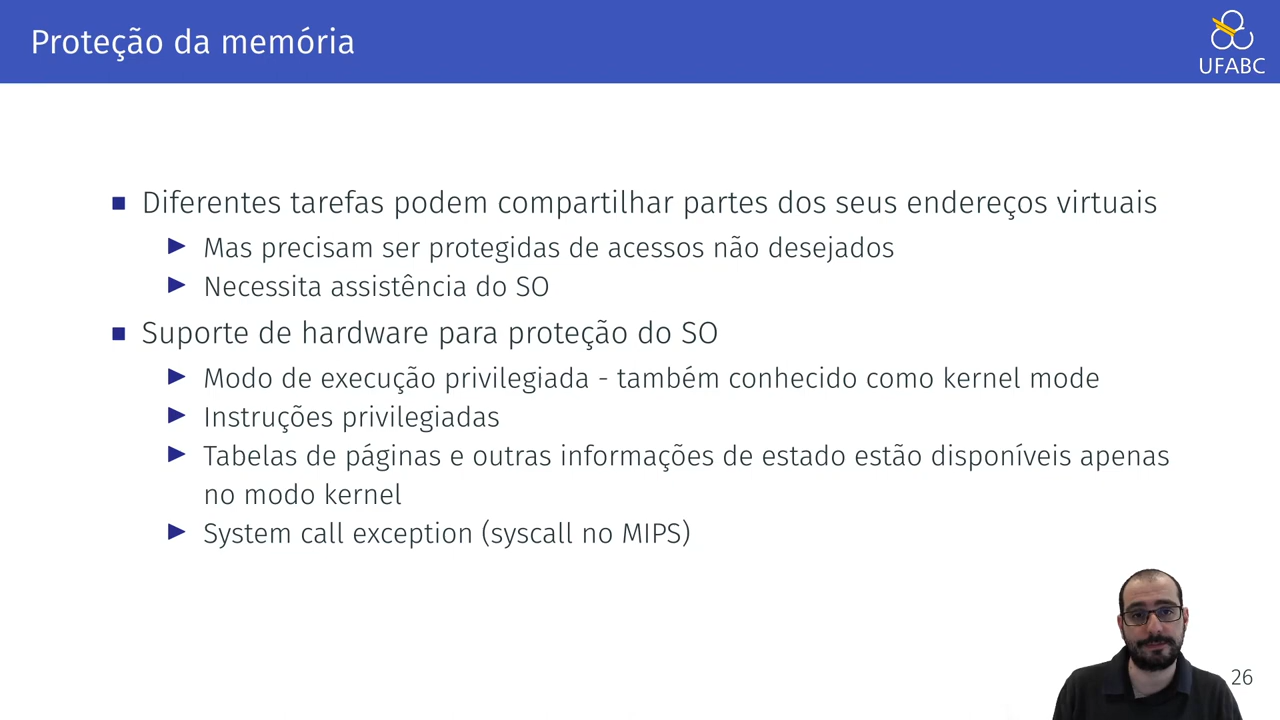 Proteção da memória
UFABC
Diferentes tarefas podem compartilhar partes dos seus endereços virtuais
Mas precisam ser protegidas de acessos não desejados
Necessita assistência do SO
Suporte de hardware para proteção do SO
Modo de execução privilegiada - também conhecido como kernel mode
Instruções privilegiadas
Tabelas de páginas e outras informações de estado estão disponíveis apenas
no modo kernel
System call exception (syscall no MIPS)
26